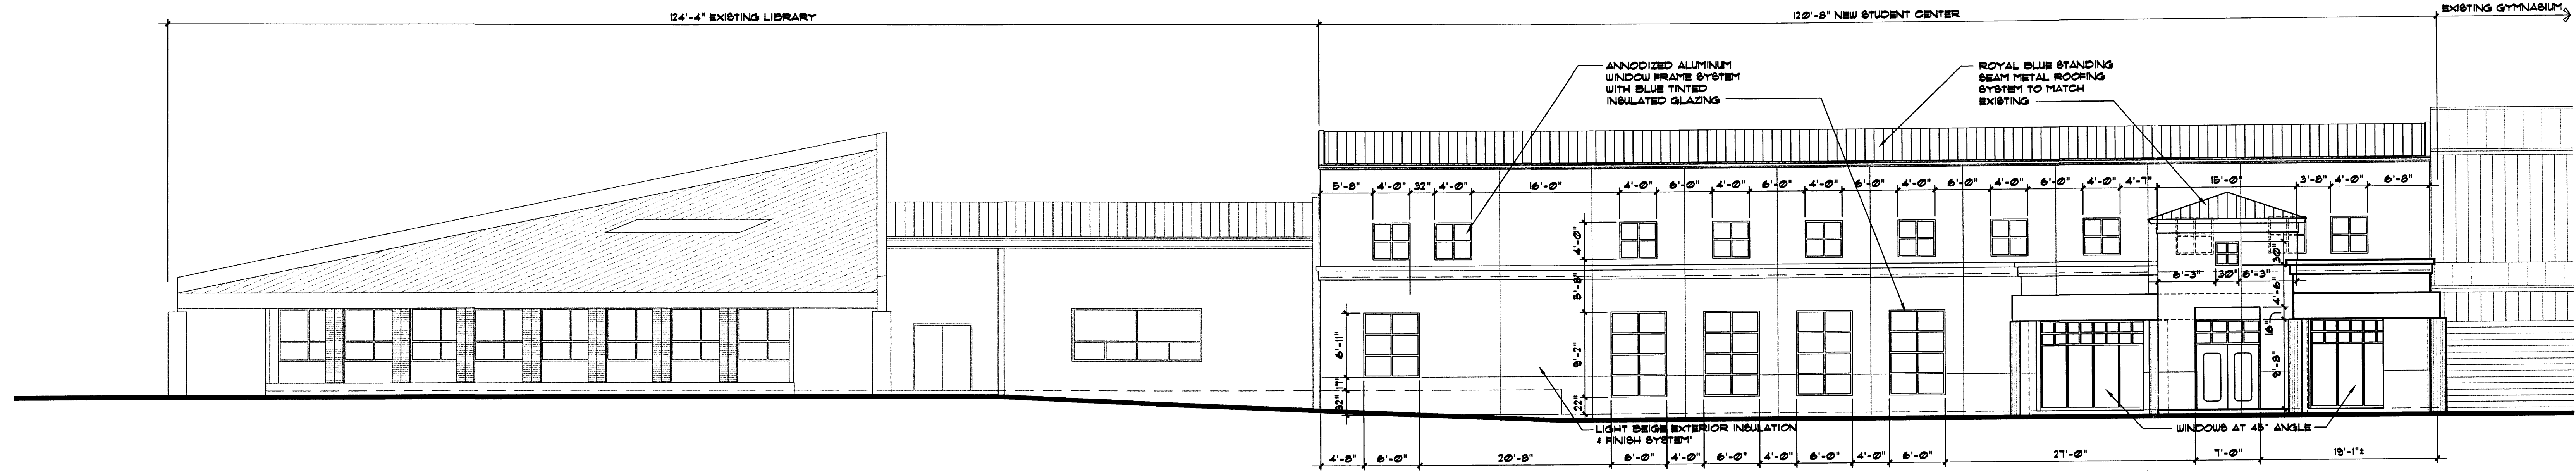 124'-4" EXISTING LIBRARY
120'-8" NEW STUDENT CENTER
EXISTING GYMNASIUM
ANNODIZED ALUMINUM
WINDOW FRAME SYSTEM
WITH BLUE TINTED
INSULATED GLAZING
ROYAL BLUE STANDING
SEAM METAL ROOFING
SYSTEM TO MATCH
EXISTING
5'-8" 4'-0" 32" 4'-0" 16'-0" 4'-0" 6'-0" 4'-0" 6'-0" 4'-0" 6'-0" 4'-0" 6'-0" 4'-0" 6'-0" 4'-0" 4'-7" 15'-0" 3'-8" 4'-0" 6'-8"
4'-0"
5'-8"
9'-2"
22"
6'-11"
17"
32"
30"
6'-3" 30" 6'-3"
4'-6"
16"
9'-8"
LIGHT BEIGE EXTERIOR INSULATION
& FINISH SYSTEM'
WINDOWS AT 45° ANGLE
4'-8" 6'-0" 20'-8" 6'-0" 4'-0" 6'-0" 4'-0" 6'-0" 4'-0" 6'-0" 27'-0" 7'-0" 19'-1"±